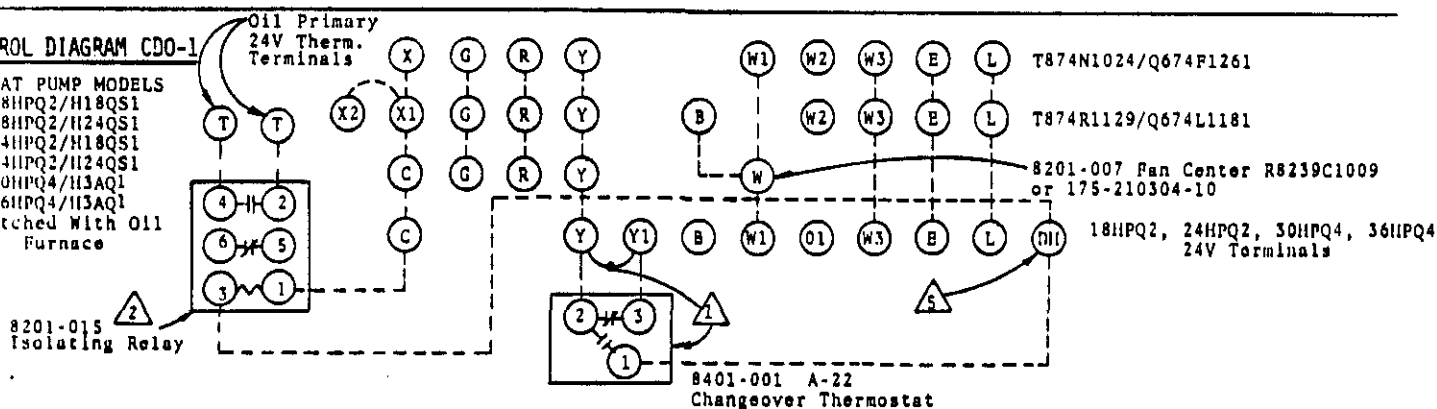 Oil Primary
24V Therm.
Terminals
ROL DIAGRAM CDO-1
AT PUMP MODELS
8HPQ2/H18QS1
8HPQ2/H24QS1
4HPQ2/H18QS1
4HPQ2/H24QS1
0HPQ4/H3AQ1
6HPQ4/H3AQ1
tched With Oil
Furnace
X G R Y W1 W2 W3 E L T874N1024/Q674F1261
T T X2 X1 G R Y B W2 W3 E L T874R1129/Q674L1181
C G R Y W
8201-007 Fan Center R8239C1009
or 175-210304-10
4 2
6 5
3 1
C Y Y1 B W1 O1 W3 E L DH 18HPQ2, 24HPQ2, 30HPQ4, 36HPQ4
24V Terminals
2
8201-015
Isolating Relay
2 3
1
1
5
8401-001 A-22
Changeover Thermostat